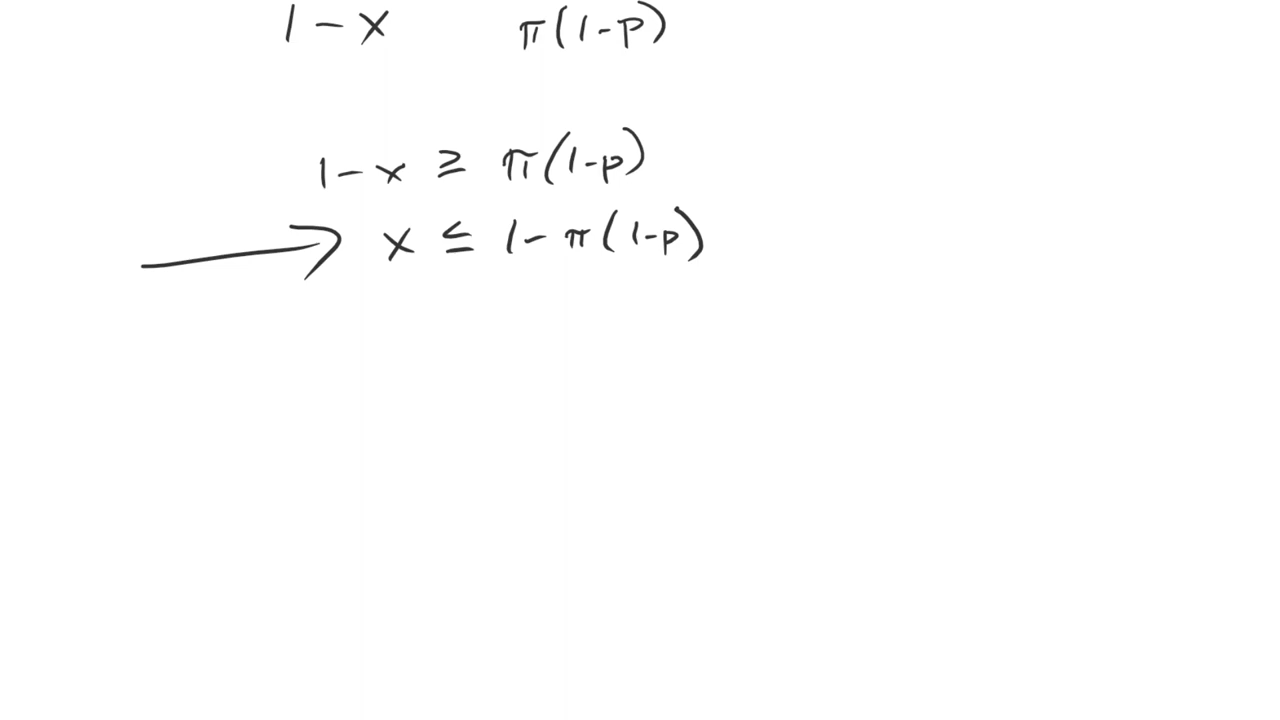 1 - x π(1-p)
1 - x ≥ π(1-p)
x ≤ 1 - π(1-p)